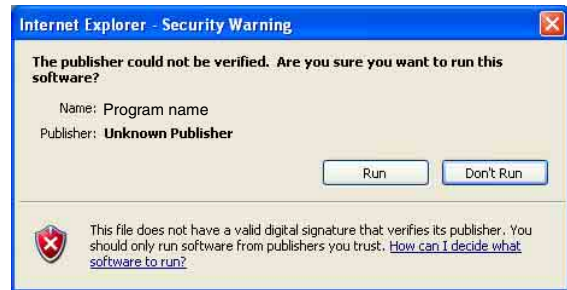 Internet Explorer - Security Warning
The publisher could not be verified. Are you sure you want to run this
software?
Name: Program name
Publisher: Unknown Publisher
Run Don't Run
This file does not have a valid digital signature that verifies its publisher. You
should only run software from publishers you trust. How can I decide what
software to run?